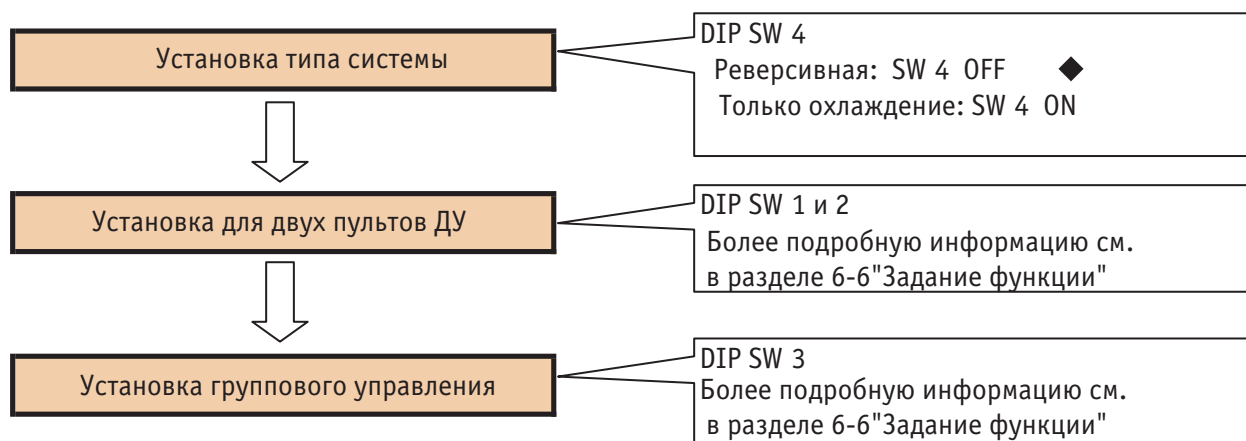 Установка типа системы
DIP SW 4
Реверсивная: SW 4 OFF ◆
Только охлаждение: SW 4 ON
Установка для двух пультов ДУ
DIP SW 1 и 2
Более подробную информацию см.
в разделе 6-6"Задание функции"
Установка группового управления
DIP SW 3
Более подробную информацию см.
в разделе 6-6"Задание функции"